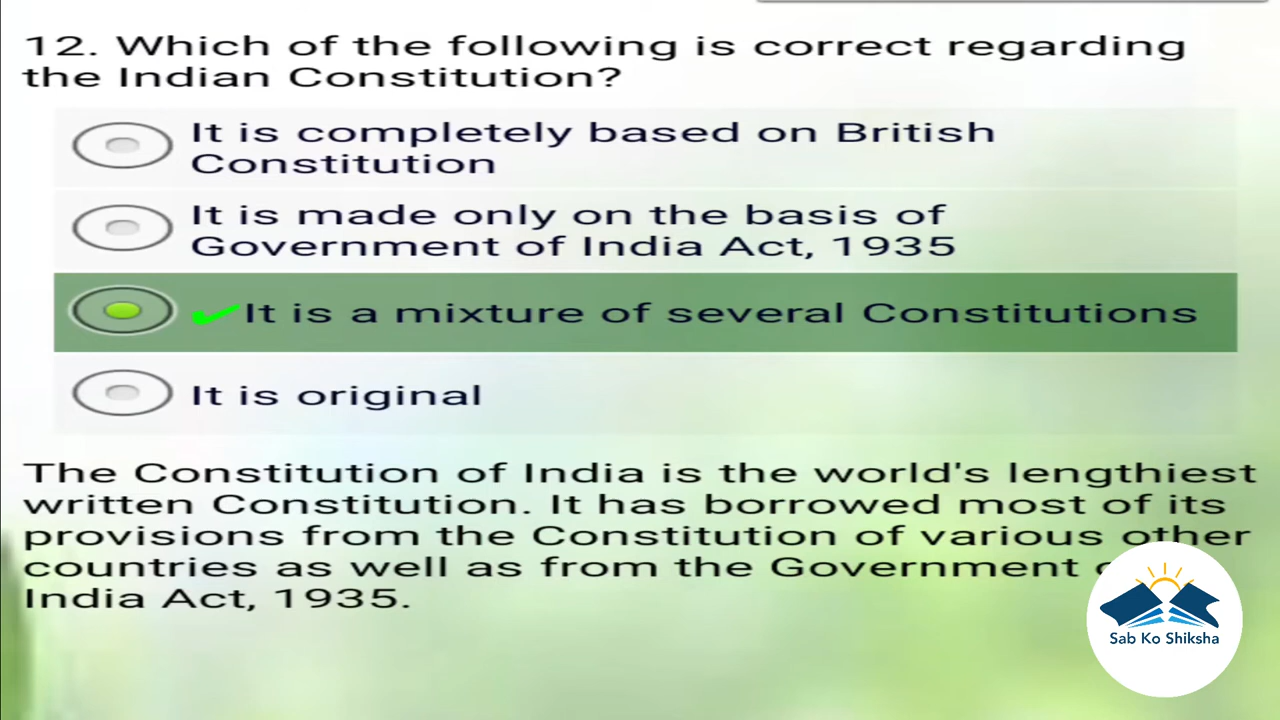 12. Which of the following is correct regarding
the Indian Constitution?
It is completely based on British
Constitution
It is made only on the basis of
Government of India Act, 1935
It is a mixture of several Constitutions
It is original
The Constitution of India is the world's lengthiest
written Constitution. It has borrowed most of its
provisions from the Constitution of various other
countries as well as from the Government
India Act, 1935.
Sab Ko Shiksha